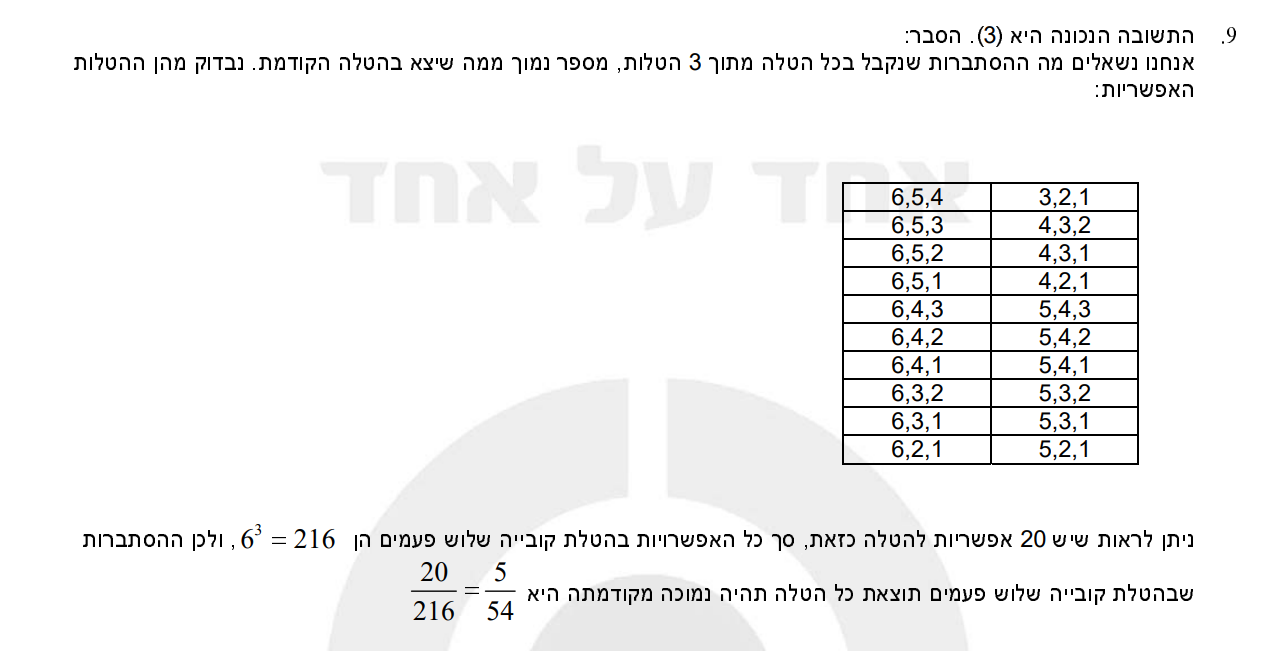 9. התשובה הנכונה היא (3). הסבר:
אנחנו נשאלים מה ההסתברות שנקבל בכל הטלה מתוך 3 הטלות, מספר נמוך ממה שיצא בהטלה הקודמת. נבדוק מהן ההטלות
האפשריות:
אחד על אחד
3,2,1 6,5,4
4,3,2 6,5,3
4,3,1 6,5,2
4,2,1 6,5,1
5,4,3 6,4,3
5,4,2 6,4,2
5,4,1 6,4,1
5,3,2 6,3,2
5,3,1 6,3,1
5,2,1 6,2,1
ניתן לראות שיש 20 אפשריות להטלה כזאת, סך כל האפשרויות בהטלת קובייה שלוש פעמים הן 6³ = 216, ולכן ההסתברות
שבהטלת קובייה שלוש פעמים תוצאת כל הטלה תהיה נמוכה מקודמתה היא 20/216 = 5/54